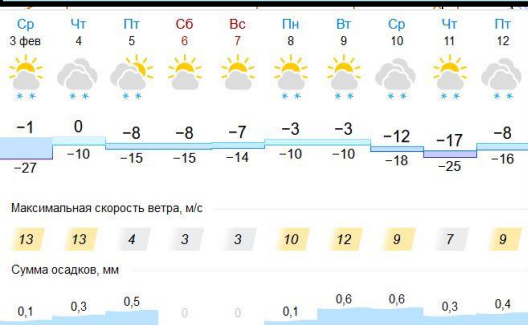 Ср Чт Пт Сб Вс Пн Вт Ср Чт Пт
3 фев 4 5 6 7 8 9 10 11 12
−1 0 −8 −8 −7 −3 −3 −12 −17 −8
−27 −10 −15 −15 −14 −10 −10 −18 −25 −16
Максимальная скорость ветра, м/с
13 13 4 3 3 10 12 9 7 9
Сумма осадков, мм
0,1 0,3 0,5 0 0 0,1 0,6 0,6 0,3 0,4